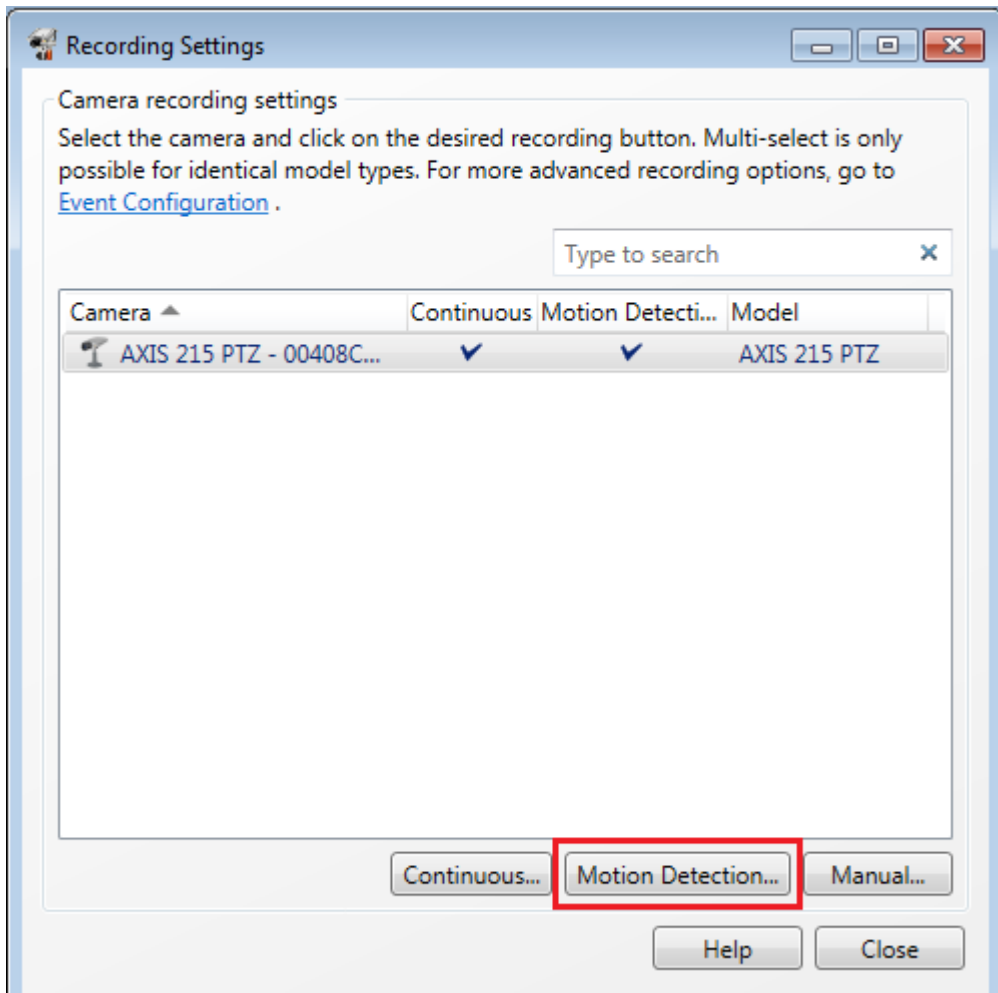 Recording Settings
Camera recording settings
Select the camera and click on the desired recording button. Multi-select is only
possible for identical model types. For more advanced recording options, go to
Event Configuration .
Type to search
Camera Continuous Motion Detecti... Model
AXIS 215 PTZ - 00408C... AXIS 215 PTZ
Continuous... Motion Detection... Manual...
Help Close